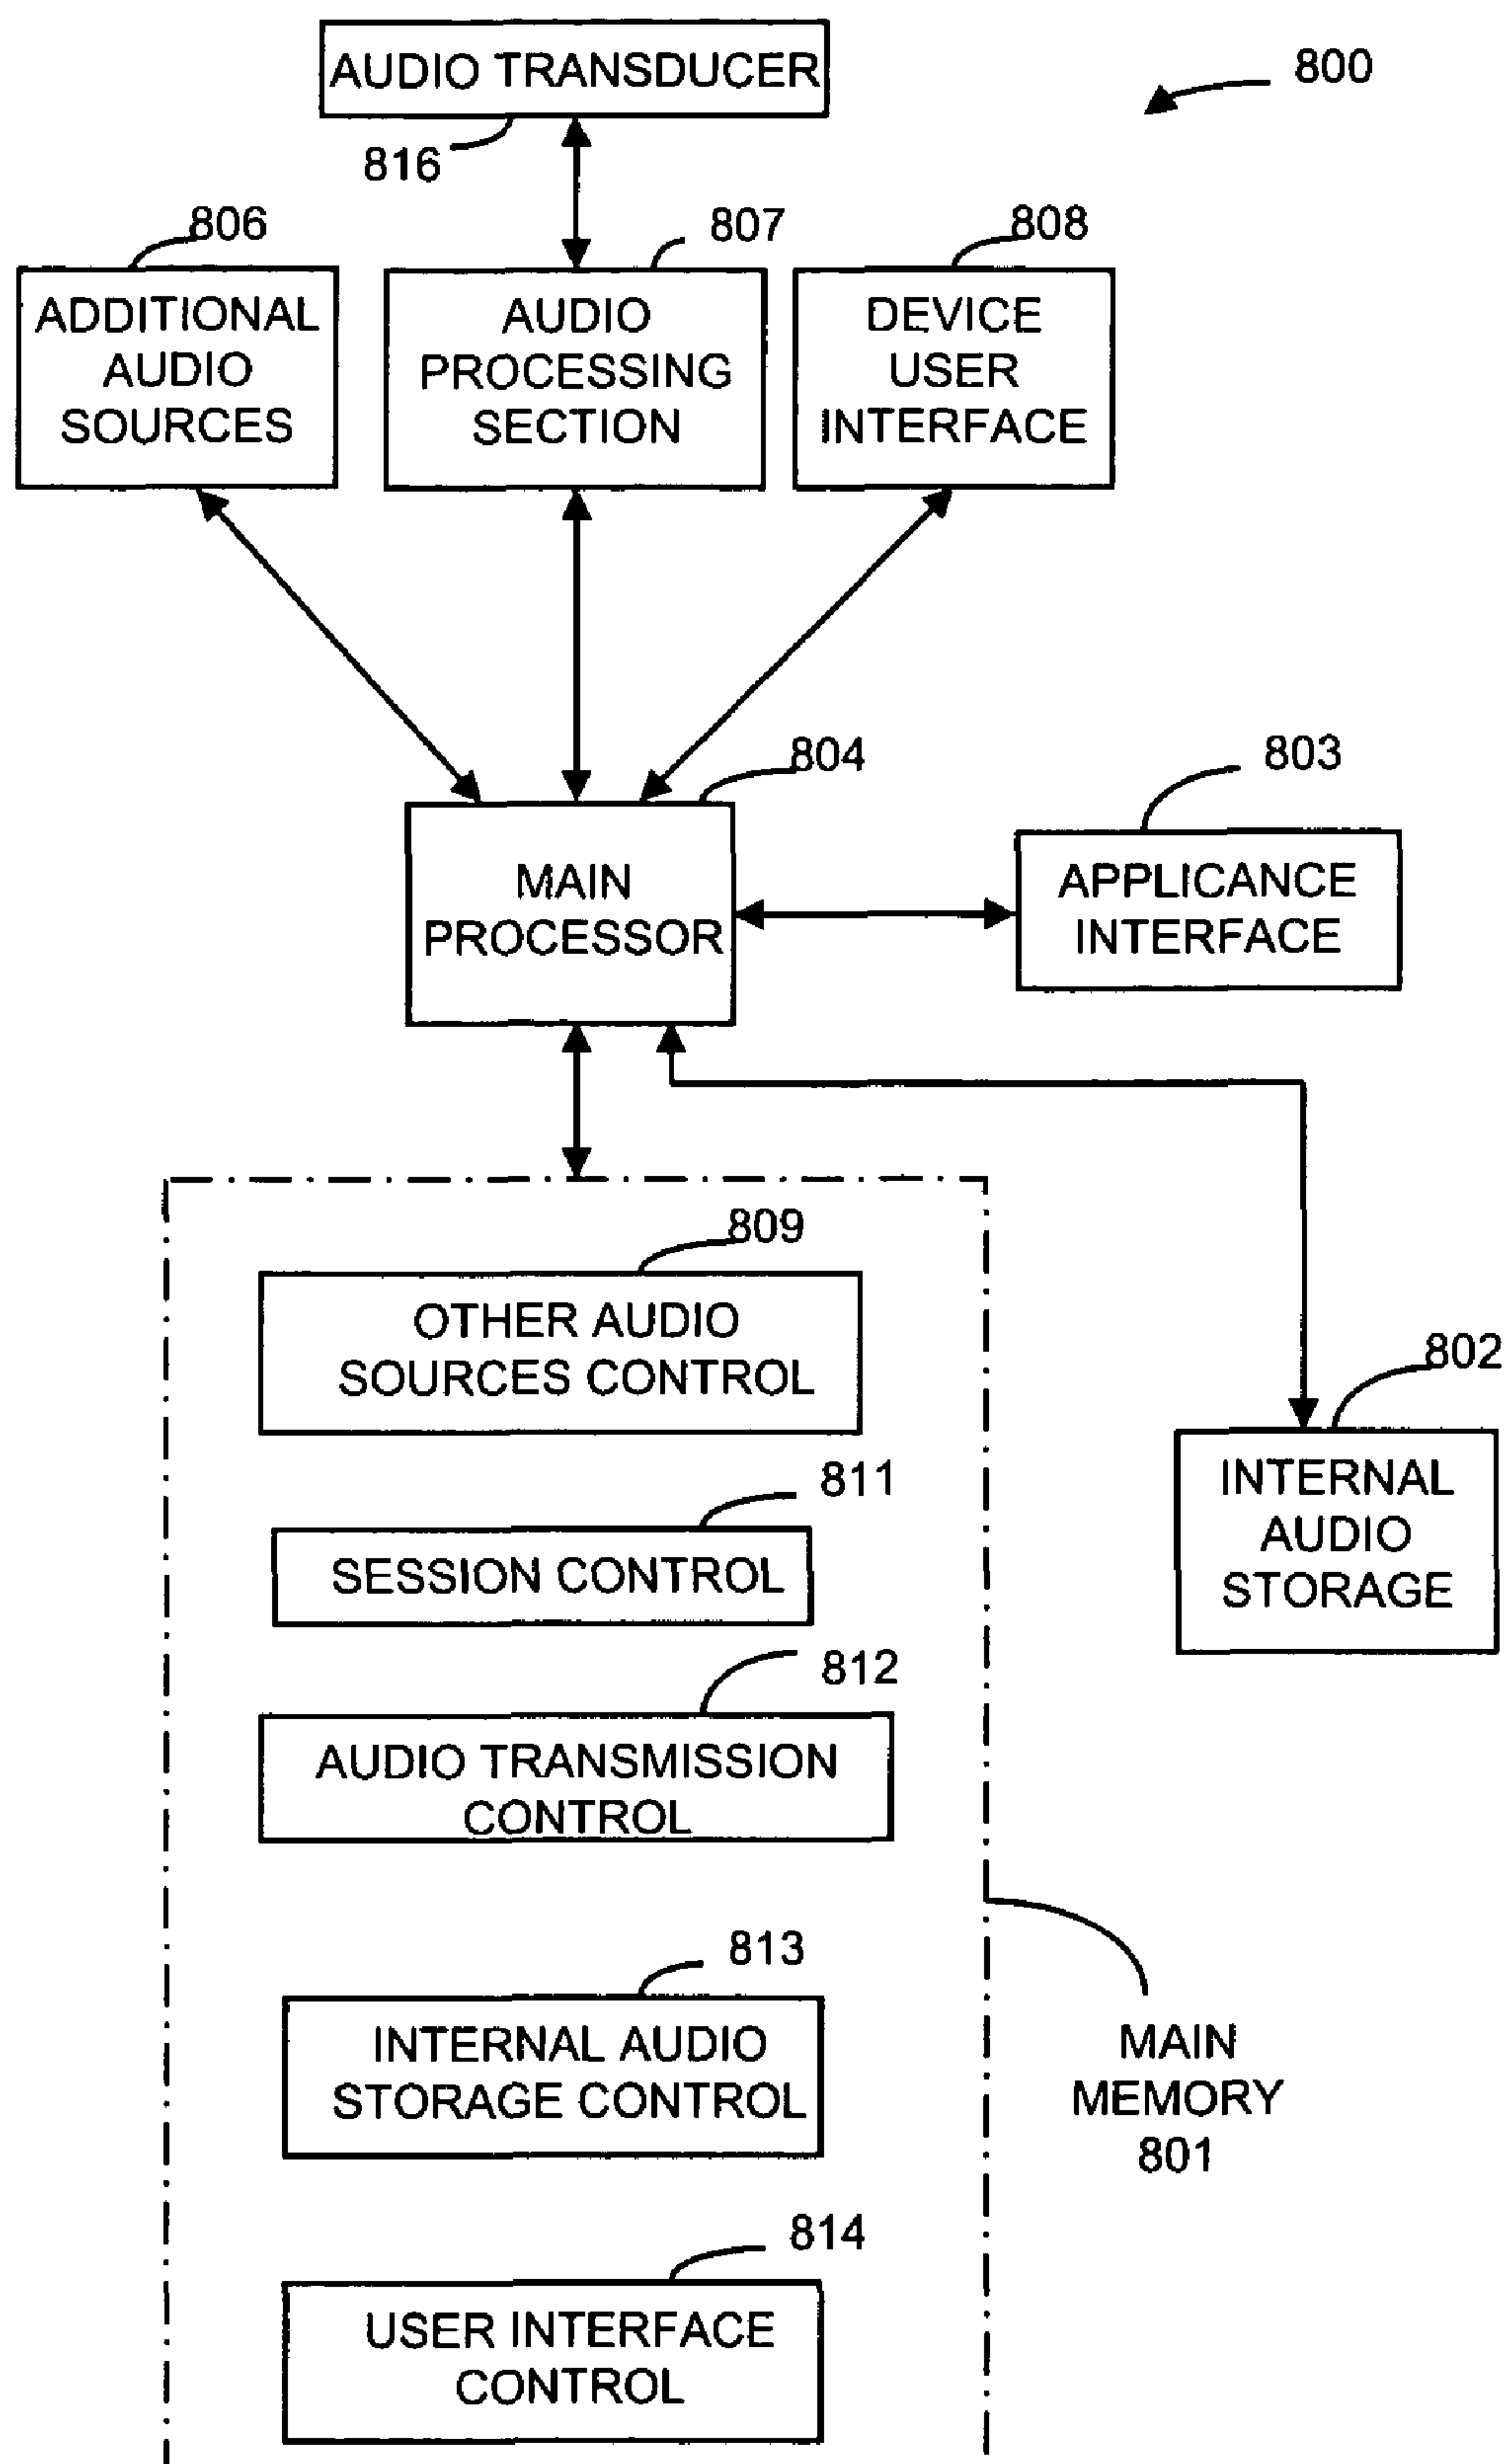 AUDIO TRANSDUCER
800
816
806
807
808
ADDITIONAL
AUDIO
SOURCES
AUDIO
PROCESSING
SECTION
DEVICE
USER
INTERFACE
804
803
MAIN
PROCESSOR
APPLICANCE
INTERFACE
809
OTHER AUDIO
SOURCES CONTROL
802
INTERNAL
AUDIO
STORAGE
811
SESSION CONTROL
812
AUDIO TRANSMISSION
CONTROL
813
INTERNAL AUDIO
STORAGE CONTROL
MAIN
MEMORY
801
814
USER INTERFACE
CONTROL